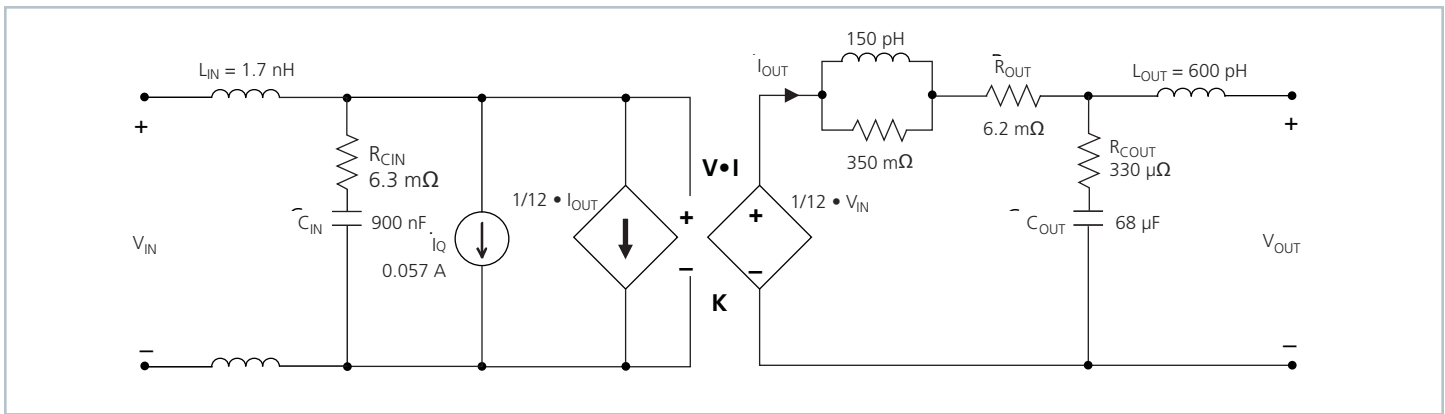 150 pH
L_IN = 1.7 nH
I_OUT
R_OUT
L_OUT = 600 pH
+
6.2 mΩ
+
R_CIN
6.3 mΩ
350 mΩ
R_COUT
330 µΩ
V•I
1/12 • I_OUT
1/12 • V_IN
+
+
C_IN
900 nF
I_Q
0.057 A
C_OUT
68 µF
V_IN
V_OUT
–
–
K
–
–